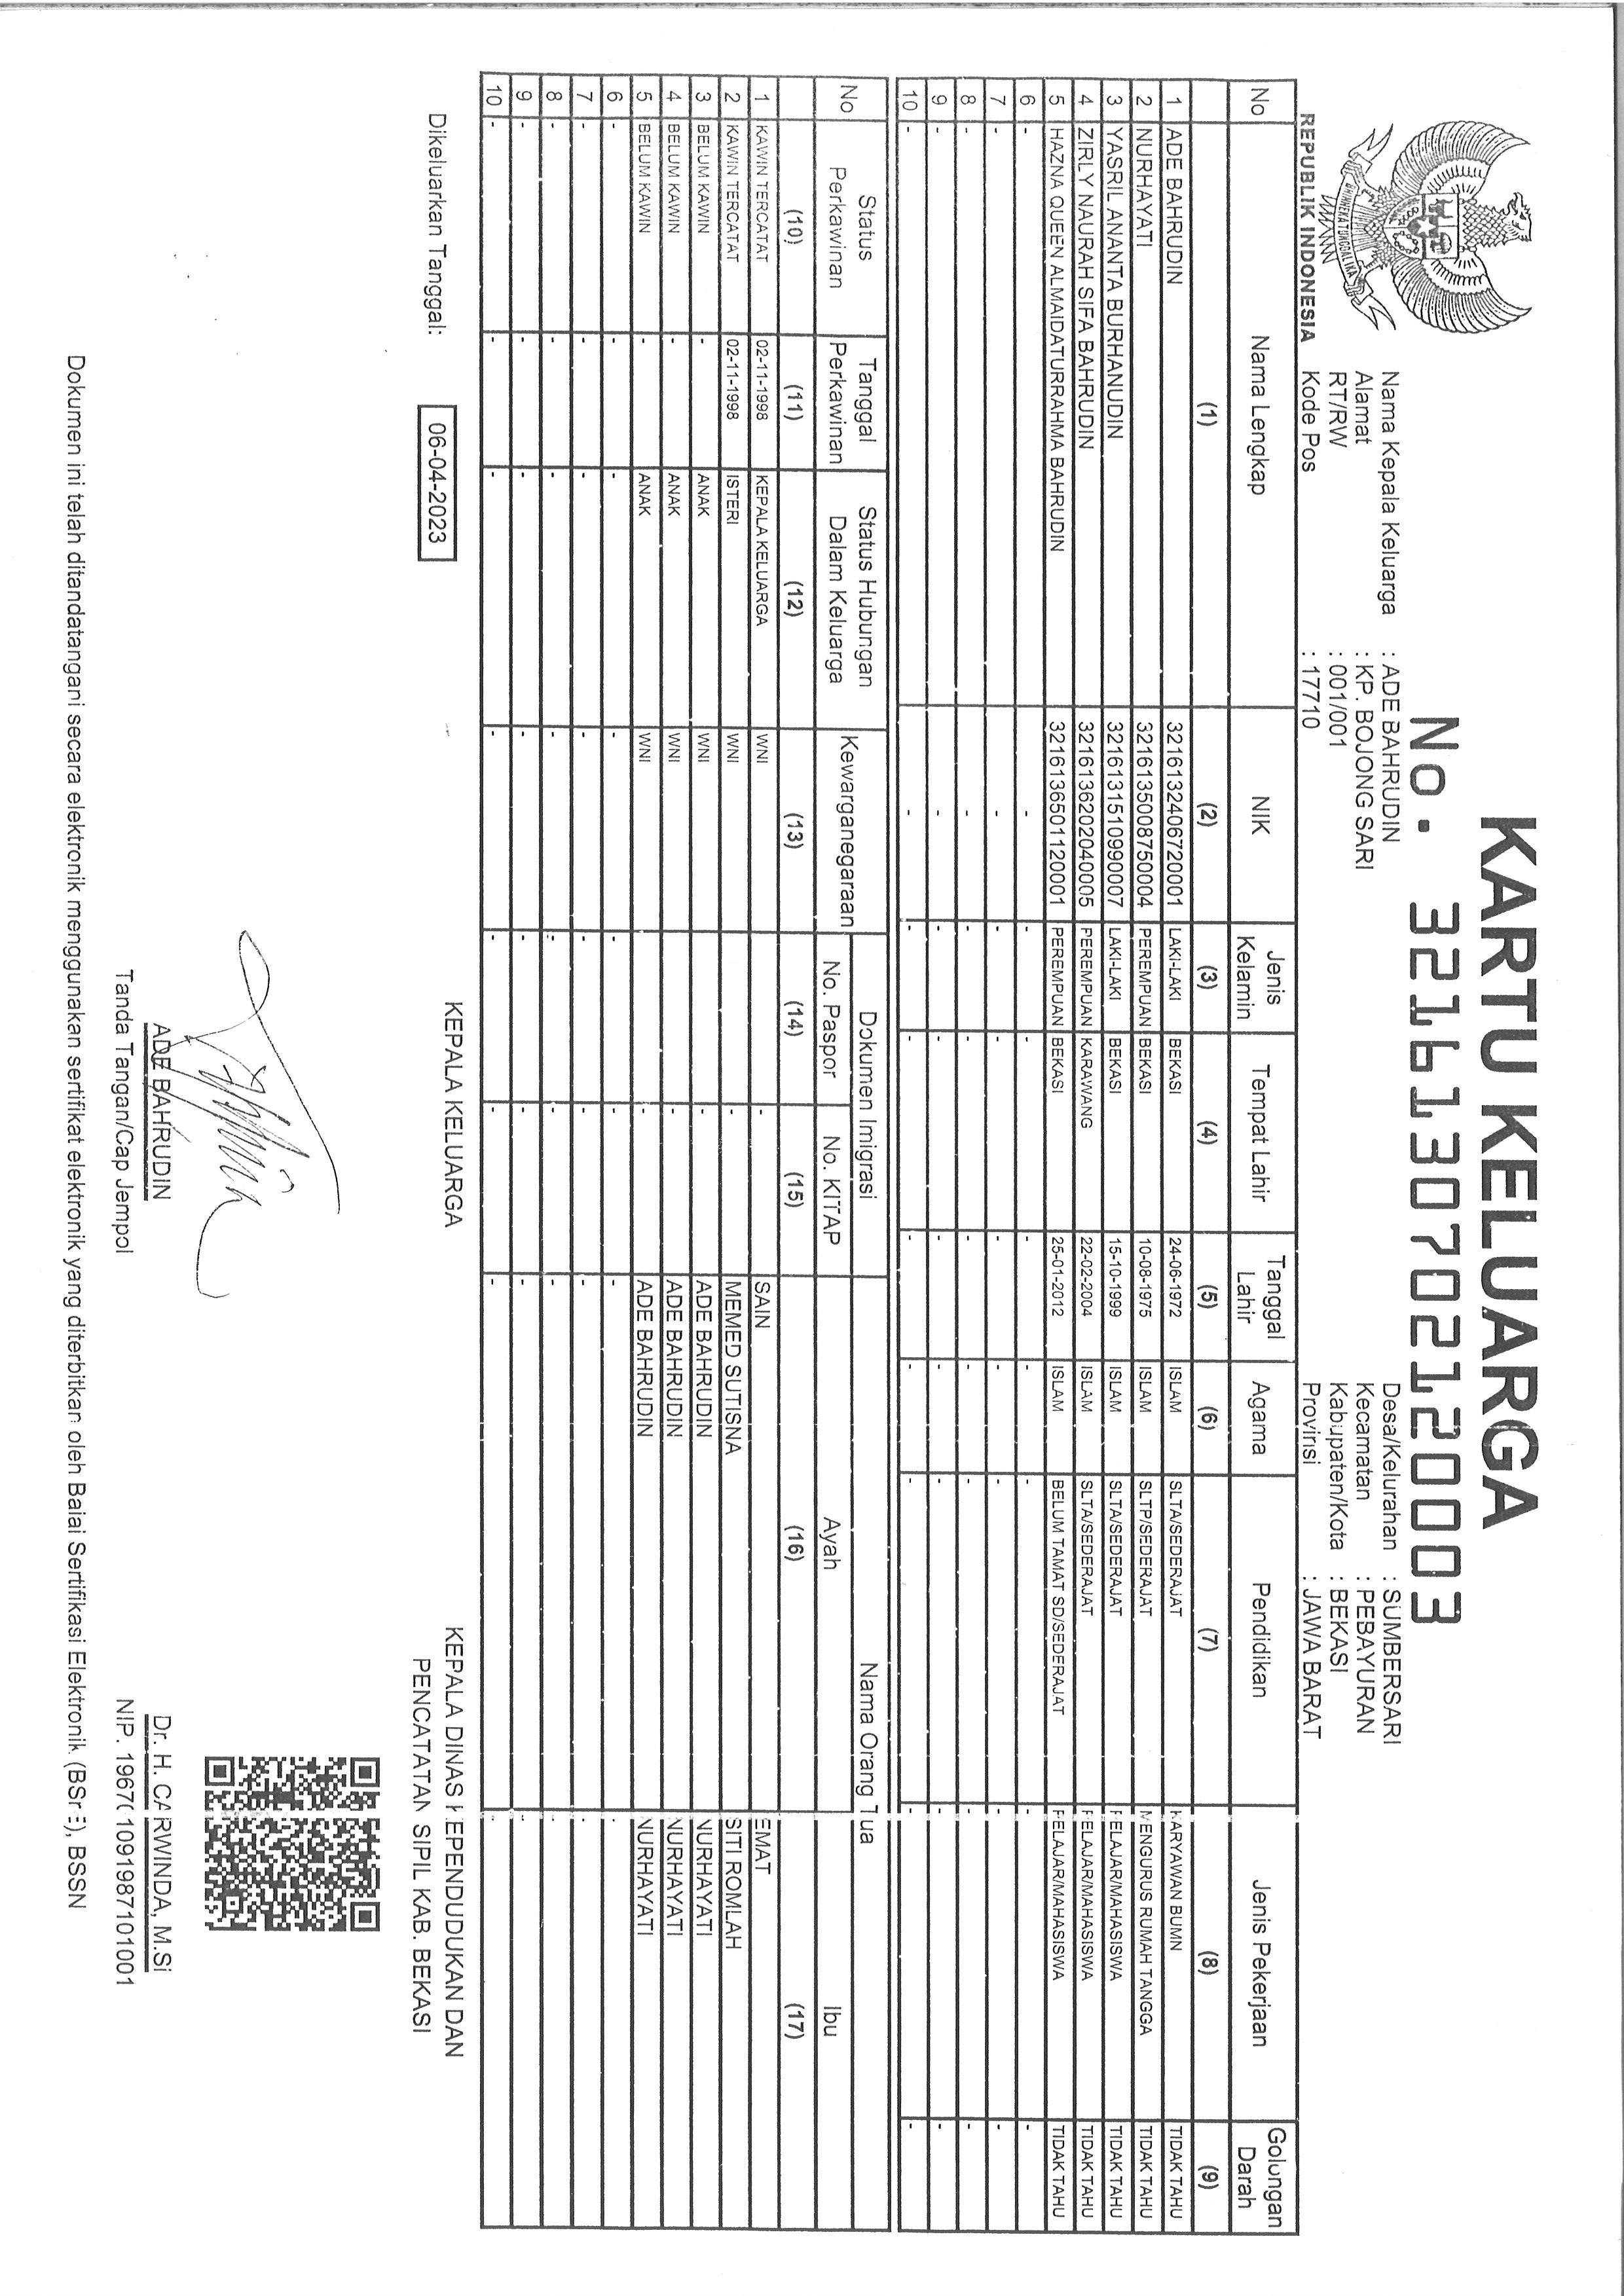 KARTU KELUARGA
No. 3216130702120003
REPUBLIK INDONESIA
BHINNEKA TUNGGAL IKA
Nama Kepala Keluarga : ADE BAHRUDIN
Alamat : KP. BOJONG SARI
RT/RW : 001/001
Kode Pos : 17710
Desa/Kelurahan : SUMBERSARI
Kecamatan : PEBAYURAN
Kabupaten/Kota : BEKASI
Provinsi : JAWA BARAT
No Nama Lengkap NIK Jenis Kelamin Tempat Lahir Tanggal Lahir Agama Pendidikan Jenis Pekerjaan Golongan Darah
(1) (2) (3) (4) (5) (6) (7) (8) (9)
1 ADE BAHRUDIN 3216132406720001 LAKI-LAKI BEKASI 24-06-1972 ISLAM SLTA/SEDERAJAT KARYAWAN BUMN TIDAK TAHU
2 NURHAYATI 3216135008750004 PEREMPUAN BEKASI 10-08-1975 ISLAM SLTP/SEDERAJAT MENGURUS RUMAH TANGGA TIDAK TAHU
3 YASRIL ANANTA BURHANUDIN 3216131510990007 LAKI-LAKI BEKASI 15-10-1999 ISLAM SLTA/SEDERAJAT PELAJAR/MAHASISWA TIDAK TAHU
4 ZIRLY NAURAH SIFA BAHRUDIN 3216136202040005 PEREMPUAN KARAWANG 22-02-2004 ISLAM SLTA/SEDERAJAT PELAJAR/MAHASISWA TIDAK TAHU
5 HAZNA QUEEN ALMAIDATURRAHMA BAHRUDIN 3216136501120001 PEREMPUAN BEKASI 25-01-2012 ISLAM BELUM TAMAT SD/SEDERAJAT PELAJAR/MAHASISWA TIDAK TAHU
6 - - - - - - - - -
7 - - - - - - - - -
8 - - - - - - - - -
9 - - - - - - - - -
10 - - - - - - - - -
No Status Perkawinan Tanggal Perkawinan Status Hubungan Dalam Keluarga Kewarganegaraan Dokumen Imigrasi Nama Orang Tua
No. Paspor No. KITAP Ayah Ibu
(10) (11) (12) (13) (14) (15) (16) (17)
1 KAWIN TERCATAT 02-11-1998 KEPALA KELUARGA WNI - - SAIN EMAT
2 KAWIN TERCATAT 02-11-1998 ISTERI WNI - - MEMED SUTISNA SITI ROMLAH
3 BELUM KAWIN - ANAK WNI - - ADE BAHRUDIN NURHAYATI
4 BELUM KAWIN - ANAK WNI - - ADE BAHRUDIN NURHAYATI
5 BELUM KAWIN - ANAK WNI - - ADE BAHRUDIN NURHAYATI
6 - - - - - - - -
7 - - - - - - - -
8 - - - - - - - -
9 - - - - - - - -
10 - - - - - - - -
Dikeluarkan Tanggal: 06-04-2023
KEPALA KELUARGA
ADE BAHRUDIN
Tanda Tangan/Cap Jempol
KEPALA DINAS KEPENDUDUKAN DAN
PENCATATAN SIPIL KAB. BEKASI
Dr. H. CARWINDA, M.Si
NIP. 196701091987101001
Dokumen ini telah ditandatangani secara elektronik menggunakan sertifikat elektronik yang diterbitkan oleh Balai Sertifikasi Elektronik (BSrE), BSSN